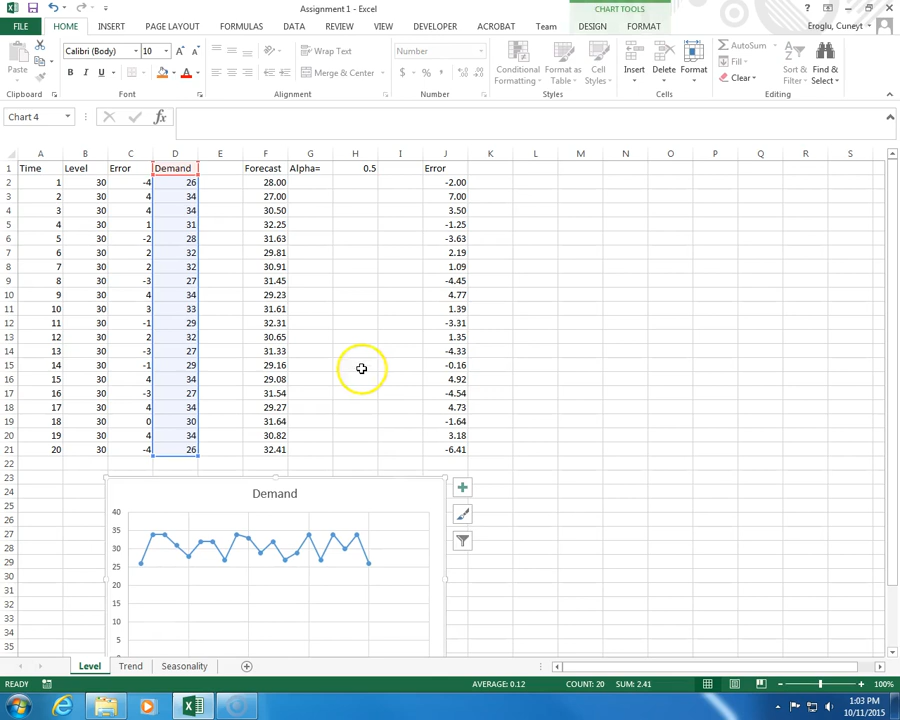 Assignment 1 - Excel
CHART TOOLS
FILE HOME INSERT PAGE LAYOUT FORMULAS DATA REVIEW VIEW DEVELOPER ACROBAT Team DESIGN FORMAT Eroglu, Cuneyt
Paste
Calibri (Body) 10
B I U
Wrap Text
Merge & Center
Number
Conditional Formatting
Format as Table
Cell Styles
Insert Delete Format
AutoSum
Fill
Clear
Sort & Filter
Find & Select
Clipboard Font Alignment Number Styles Cells Editing
Chart 4
A B C D E F G H I J K L M N O P Q R S
1 Time Level Error Demand Forecast Alpha= 0.5 Error
2 1 30 -4 26 28.00 -2.00
3 2 30 4 34 27.00 7.00
4 3 30 4 34 30.50 3.50
5 4 30 1 31 32.25 -1.25
6 5 30 -2 28 31.63 -3.63
7 6 30 2 32 29.81 2.19
8 7 30 2 32 30.91 1.09
9 8 30 -3 27 31.45 -4.45
10 9 30 4 34 29.23 4.77
11 10 30 3 33 31.61 1.39
12 11 30 -1 29 32.31 -3.31
13 12 30 2 32 30.65 1.35
14 13 30 -3 27 31.33 -4.33
15 14 30 -1 29 29.16 -0.16
16 15 30 4 34 29.08 4.92
17 16 30 -3 27 31.54 -4.54
18 17 30 4 34 29.27 4.73
19 18 30 0 30 31.64 -1.64
20 19 30 4 34 30.82 3.18
21 20 30 -4 26 32.41 -6.41
22
23
24
25
26
27
28
29
30
31
32
33
34
35
Demand
40
35
30
25
20
15
10
5
Level Trend Seasonality
READY AVERAGE: 0.12 COUNT: 20 SUM: 2.41 100%
1:03 PM
10/11/2015